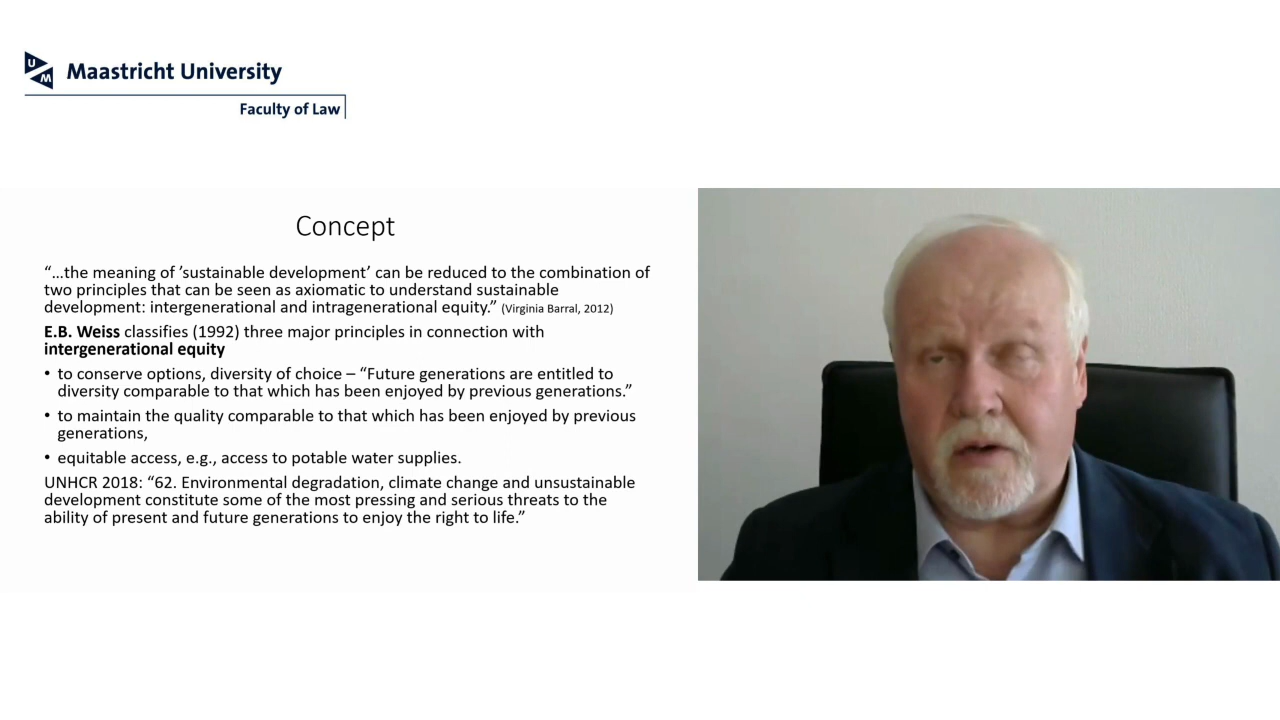 U
M
Maastricht University
Faculty of Law
Concept
“…the meaning of ’sustainable development’ can be reduced to the combination of
two principles that can be seen as axiomatic to understand sustainable
development: intergenerational and intragenerational equity.” (Virginia Barral, 2012)
E.B. Weiss classifies (1992) three major principles in connection with
intergenerational equity
• to conserve options, diversity of choice – “Future generations are entitled to
diversity comparable to that which has been enjoyed by previous generations.”
• to maintain the quality comparable to that which has been enjoyed by previous
generations,
• equitable access, e.g., access to potable water supplies.
UNHCR 2018: “62. Environmental degradation, climate change and unsustainable
development constitute some of the most pressing and serious threats to the
ability of present and future generations to enjoy the right to life.”